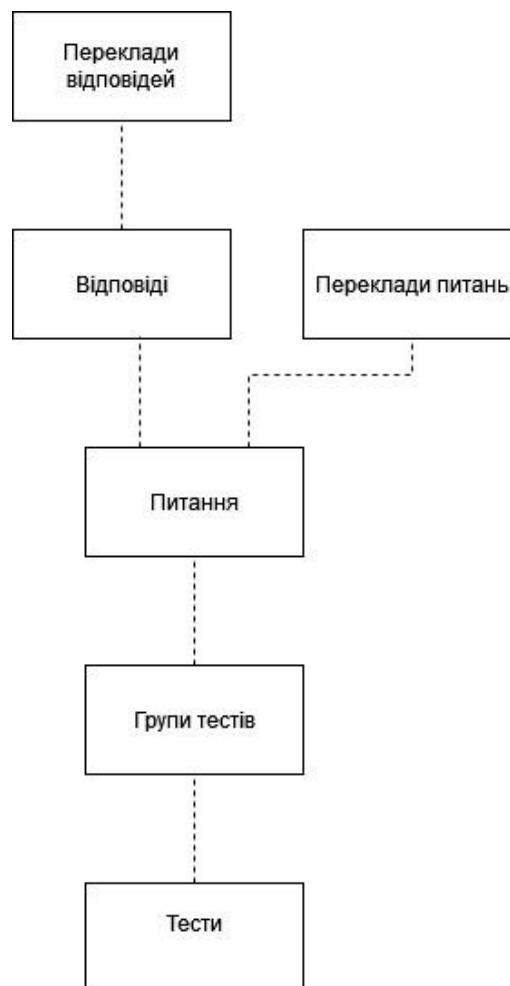 Переклади
відповідей
Відповіді
Переклади питань
Питання
Групи тестів
Тести